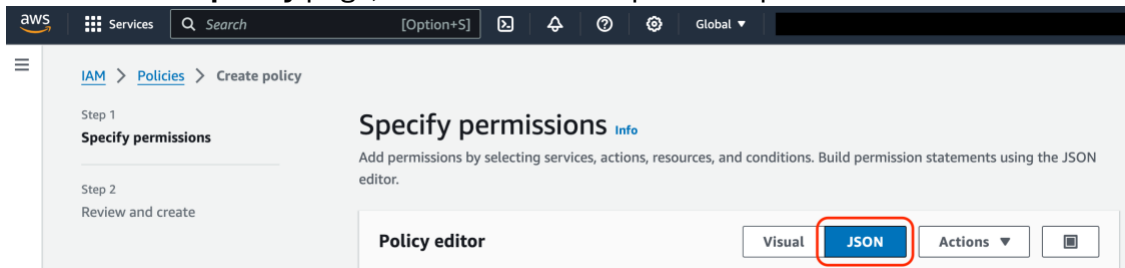 page,
aws Services Search [Option+S] Global ▼
IAM > Policies > Create policy
Step 1
Specify permissions
Step 2
Review and create
Specify permissions Info
Add permissions by selecting services, actions, resources, and conditions. Build permission statements using the JSON
editor.
Policy editor
Visual JSON Actions ▼